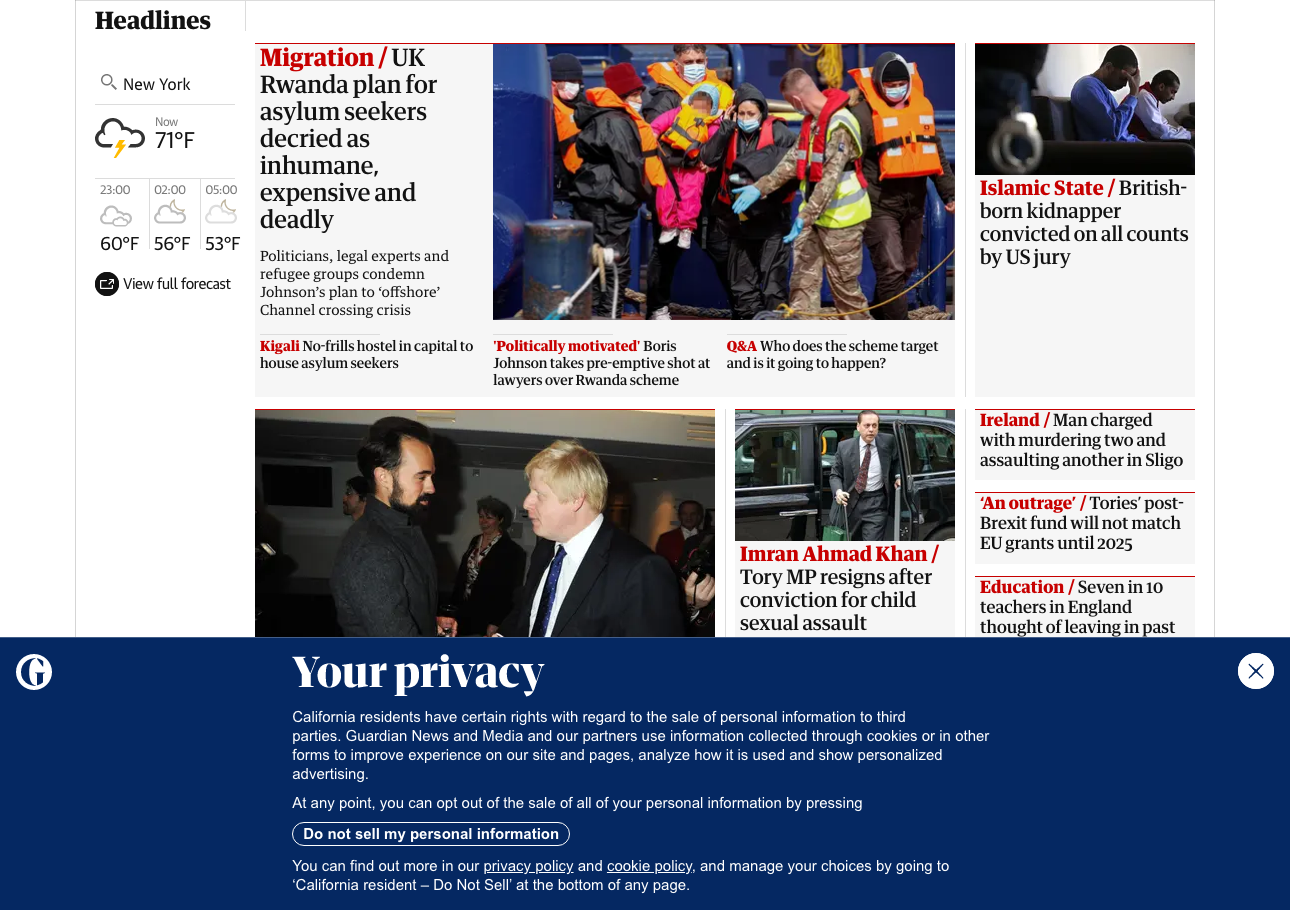 Headlines
New York
Now
71°F
23:00
02:00
05:00
60°F
56°F
53°F
View full forecast
Migration / UK
Rwanda plan for
asylum seekers
decried as
inhumane,
expensive and
deadly
Politicians, legal experts and
refugee groups condemn
Johnson’s plan to ‘offshore’
Channel crossing crisis
Kigali No-frills hostel in capital to
house asylum seekers
'Politically motivated' Boris
Johnson takes pre-emptive shot at
lawyers over Rwanda scheme
Q&A Who does the scheme target
and is it going to happen?
Islamic State / British-
born kidnapper
convicted on all counts
by US jury
Imran Ahmad Khan /
Tory MP resigns after
conviction for child
sexual assault
Ireland / Man charged
with murdering two and
assaulting another in Sligo
‘An outrage’ / Tories’ post-
Brexit fund will not match
EU grants until 2025
Education / Seven in 10
teachers in England
thought of leaving in past
G
Your privacy
California residents have certain rights with regard to the sale of personal information to third
parties. Guardian News and Media and our partners use information collected through cookies or in other
forms to improve experience on our site and pages, analyze how it is used and show personalized
advertising.
At any point, you can opt out of the sale of all of your personal information by pressing
Do not sell my personal information
You can find out more in our privacy policy and cookie policy, and manage your choices by going to
‘California resident – Do Not Sell’ at the bottom of any page.